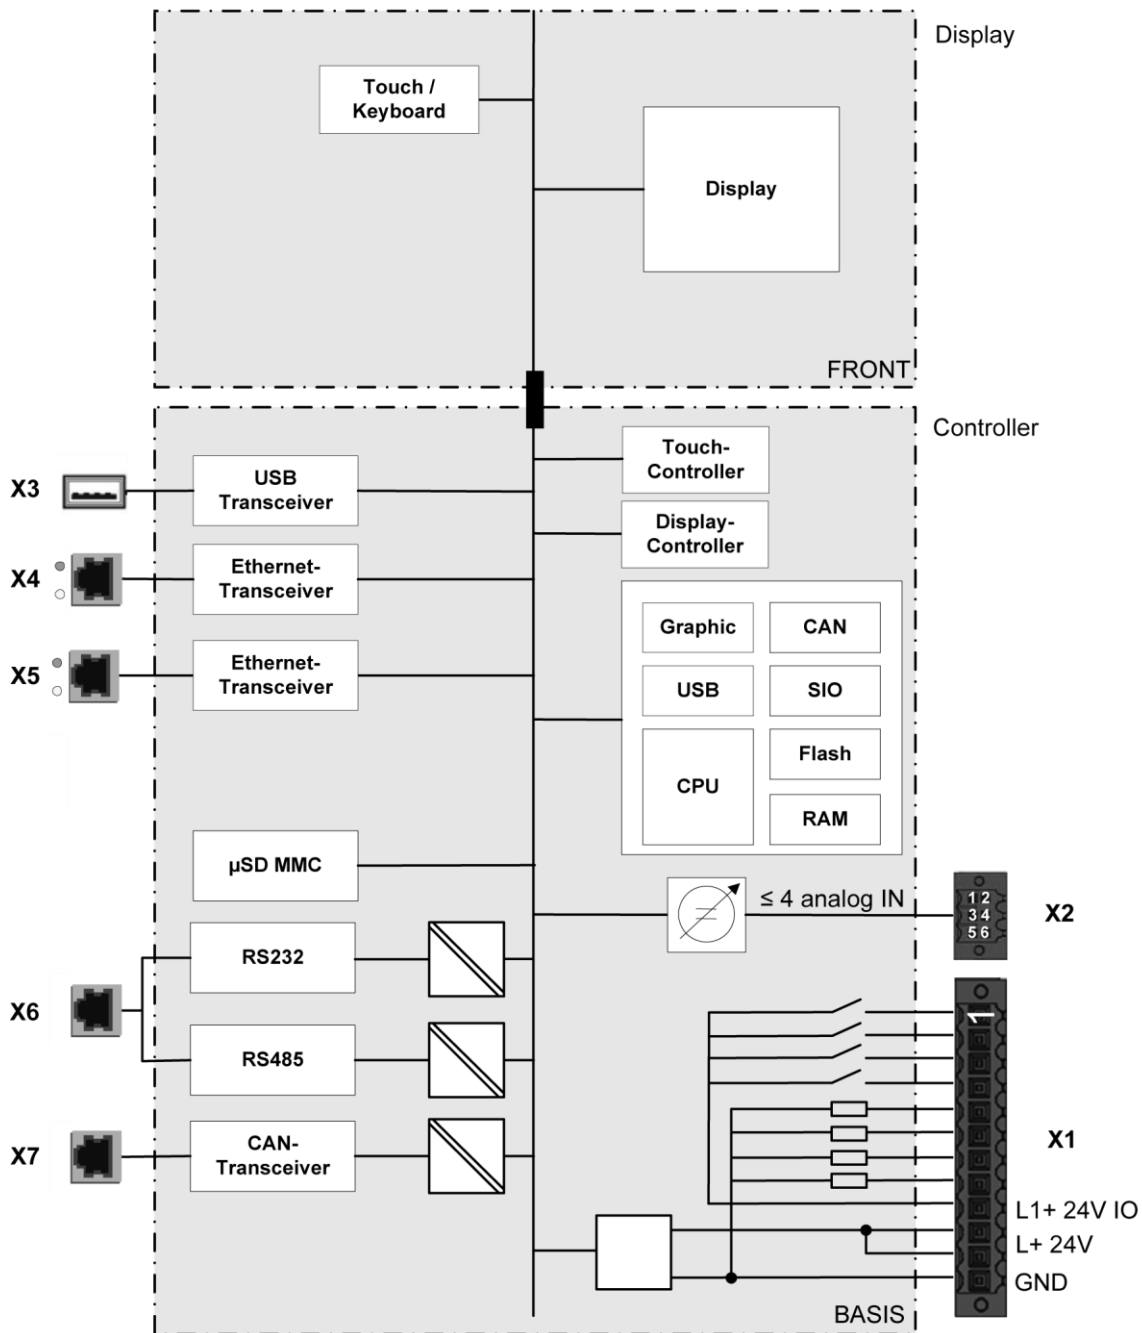 Display
Touch /
Keyboard
Display
FRONT
Controller
Touch-
Controller
X3
USB
Transceiver
Display-
Controller
X4
Ethernet-
Transceiver
Graphic
CAN
X5
Ethernet-
Transceiver
USB
SIO
CPU
Flash
RAM
µSD MMC
≤ 4 analog IN
1 2
3 4
5 6
X2
RS232
X6
1
RS485
X7
CAN-
Transceiver
X1
L1+ 24V IO
L+ 24V
GND
BASIS